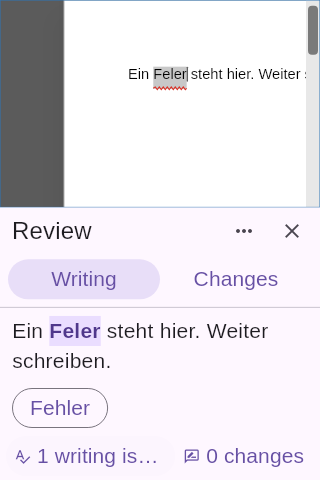 Ein Feler steht hier. Weiter
Review
Writing
Changes
Ein Feler steht hier. Weiter
schreiben.
Fehler
1 writing is…
0 changes